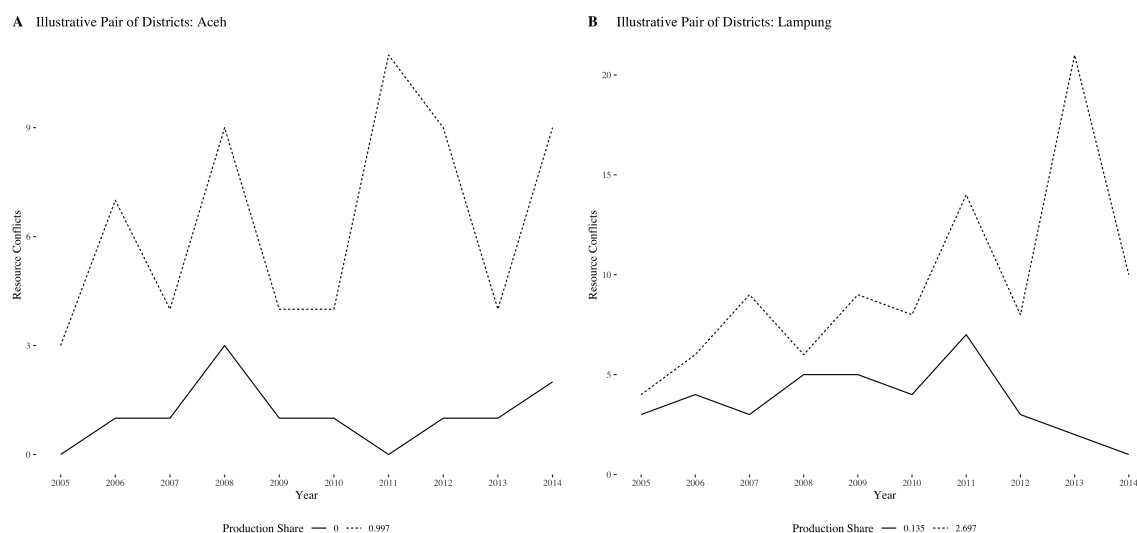 A Illustrative Pair of Districts: Aceh
Resource Conflicts
9
6
3
0
2005 2006 2007 2008 2009 2010 2011 2012 2013 2014
Year
Production Share 0 0.997
B Illustrative Pair of Districts: Lampung
Resource Conflicts
20
15
10
5
0
2005 2006 2007 2008 2009 2010 2011 2012 2013 2014
Year
Production Share 0.135 2.697